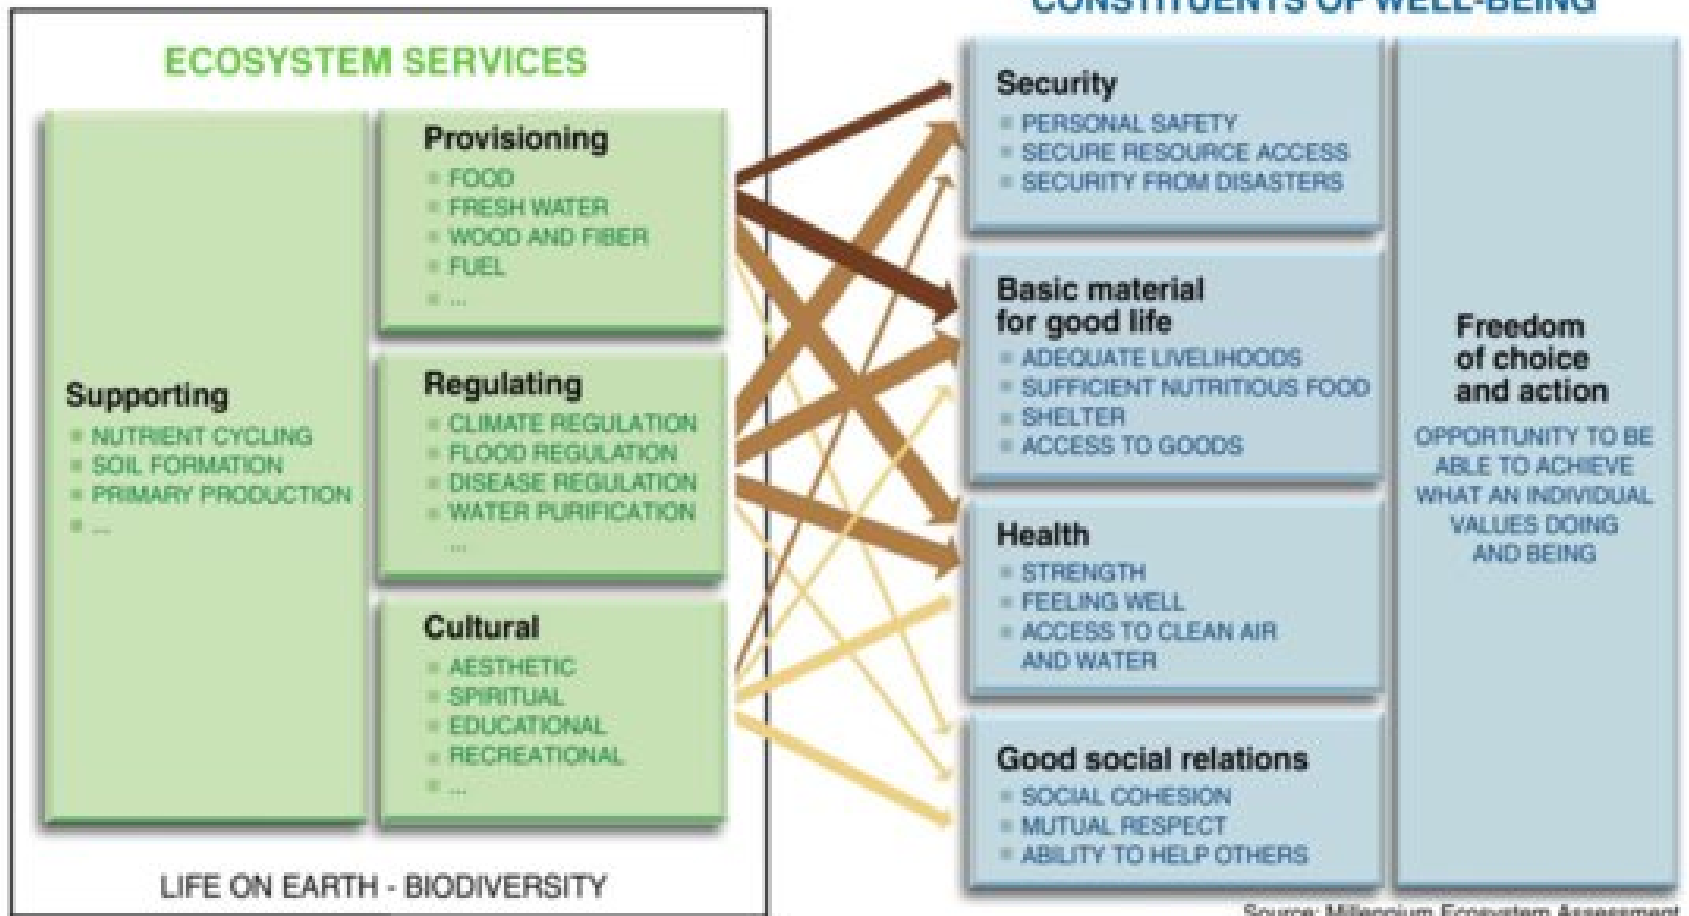 CONSTITUENTS OF WELL-BEING
ECOSYSTEM SERVICES
Supporting
NUTRIENT CYCLING
SOIL FORMATION
PRIMARY PRODUCTION
...
Provisioning
FOOD
FRESH WATER
WOOD AND FIBER
FUEL
...
Regulating
CLIMATE REGULATION
FLOOD REGULATION
DISEASE REGULATION
WATER PURIFICATION
...
Cultural
AESTHETIC
SPIRITUAL
EDUCATIONAL
RECREATIONAL
...
LIFE ON EARTH - BIODIVERSITY
Security
PERSONAL SAFETY
SECURE RESOURCE ACCESS
SECURITY FROM DISASTERS
Basic material
for good life
ADEQUATE LIVELIHOODS
SUFFICIENT NUTRITIOUS FOOD
SHELTER
ACCESS TO GOODS
Health
STRENGTH
FEELING WELL
ACCESS TO CLEAN AIR
AND WATER
Good social relations
SOCIAL COHESION
MUTUAL RESPECT
ABILITY TO HELP OTHERS
Freedom
of choice
and action
OPPORTUNITY TO BE
ABLE TO ACHIEVE
WHAT AN INDIVIDUAL
VALUES DOING
AND BEING
Source: Millennium Ecosystem Assessment